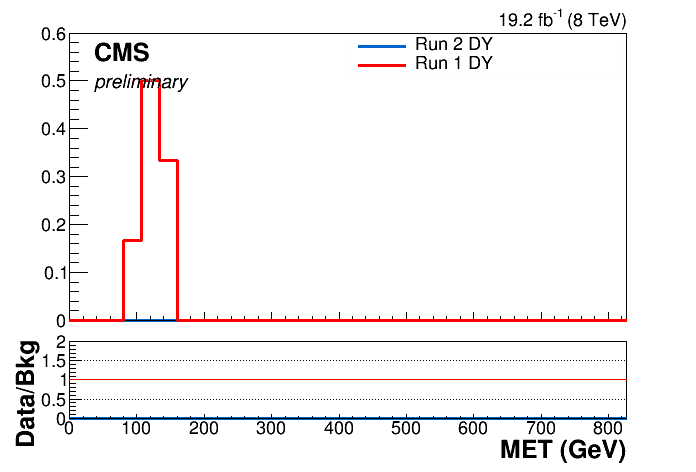 19.2 fb-1 (8 TeV)
CMS
preliminary
Run 2 DY
Run 1 DY
0.6
0.5
0.4
0.3
0.2
0.1
0
Data/Bkg
2
1.5
1
0.5
0
0 100 200 300 400 500 600 700 800
MET (GeV)